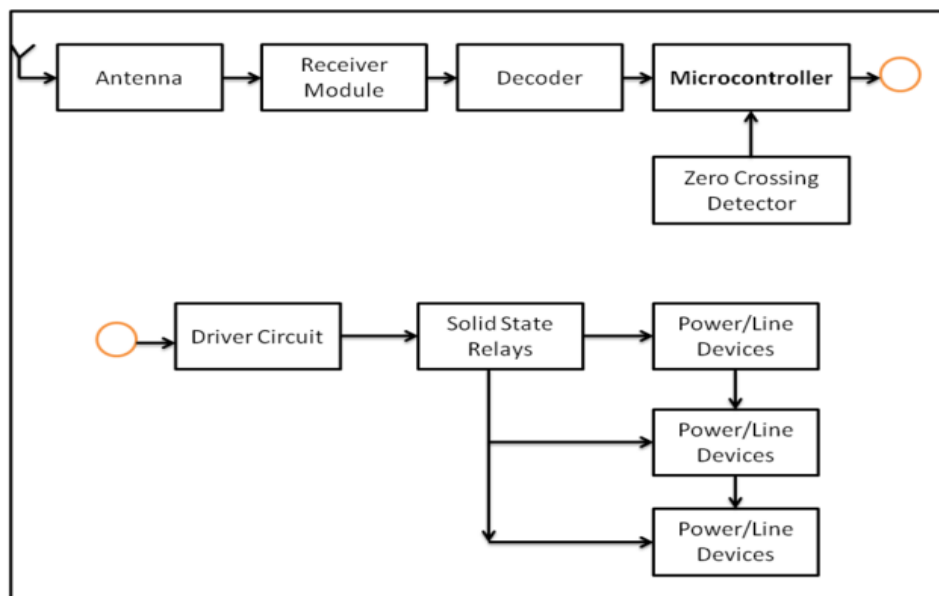 Antenna
Receiver
Module
Decoder
Microcontroller
Zero Crossing
Detector
Driver Circuit
Solid State
Relays
Power/Line
Devices
Power/Line
Devices
Power/Line
Devices